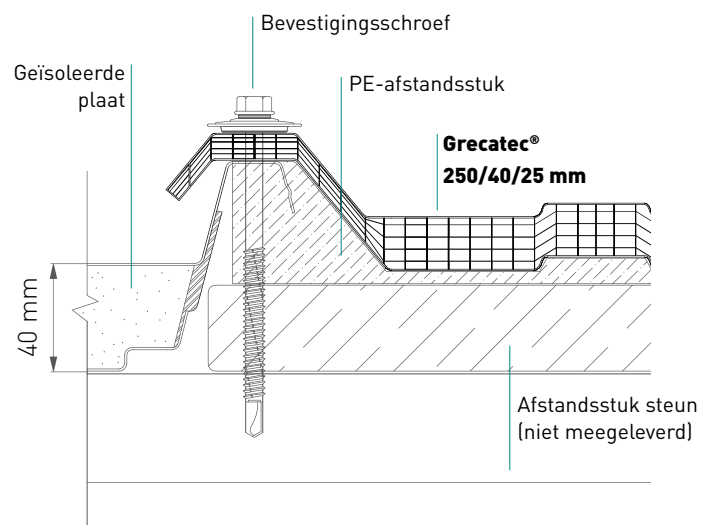 Bevestigingsschroef
Geïsoleerde
plaat
PE-afstandsstuk
Grecatec®
250/40/25 mm
40 mm
Afstandsstuk steun
(niet meegeleverd)